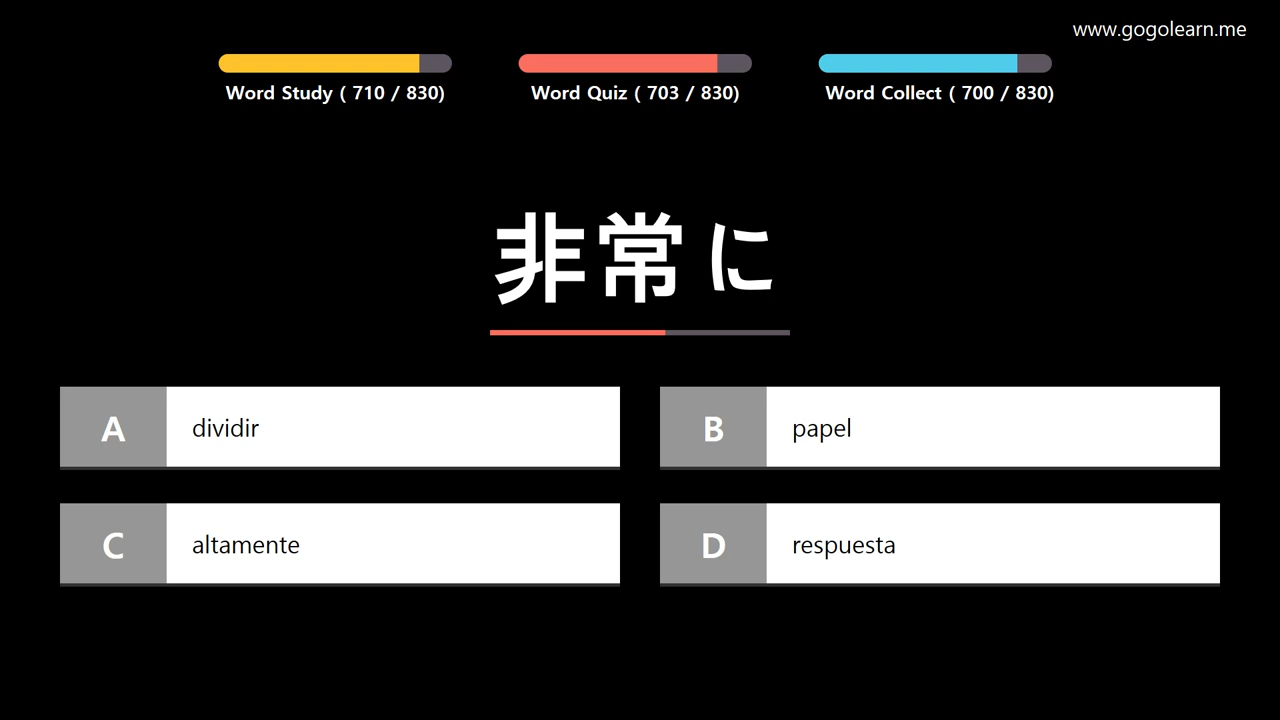 www.gogolearn.me
Word Study ( 710 / 830)
Word Quiz ( 703 / 830)
Word Collect ( 700 / 830)
非常に
A dividir
B papel
C altamente
D respuesta